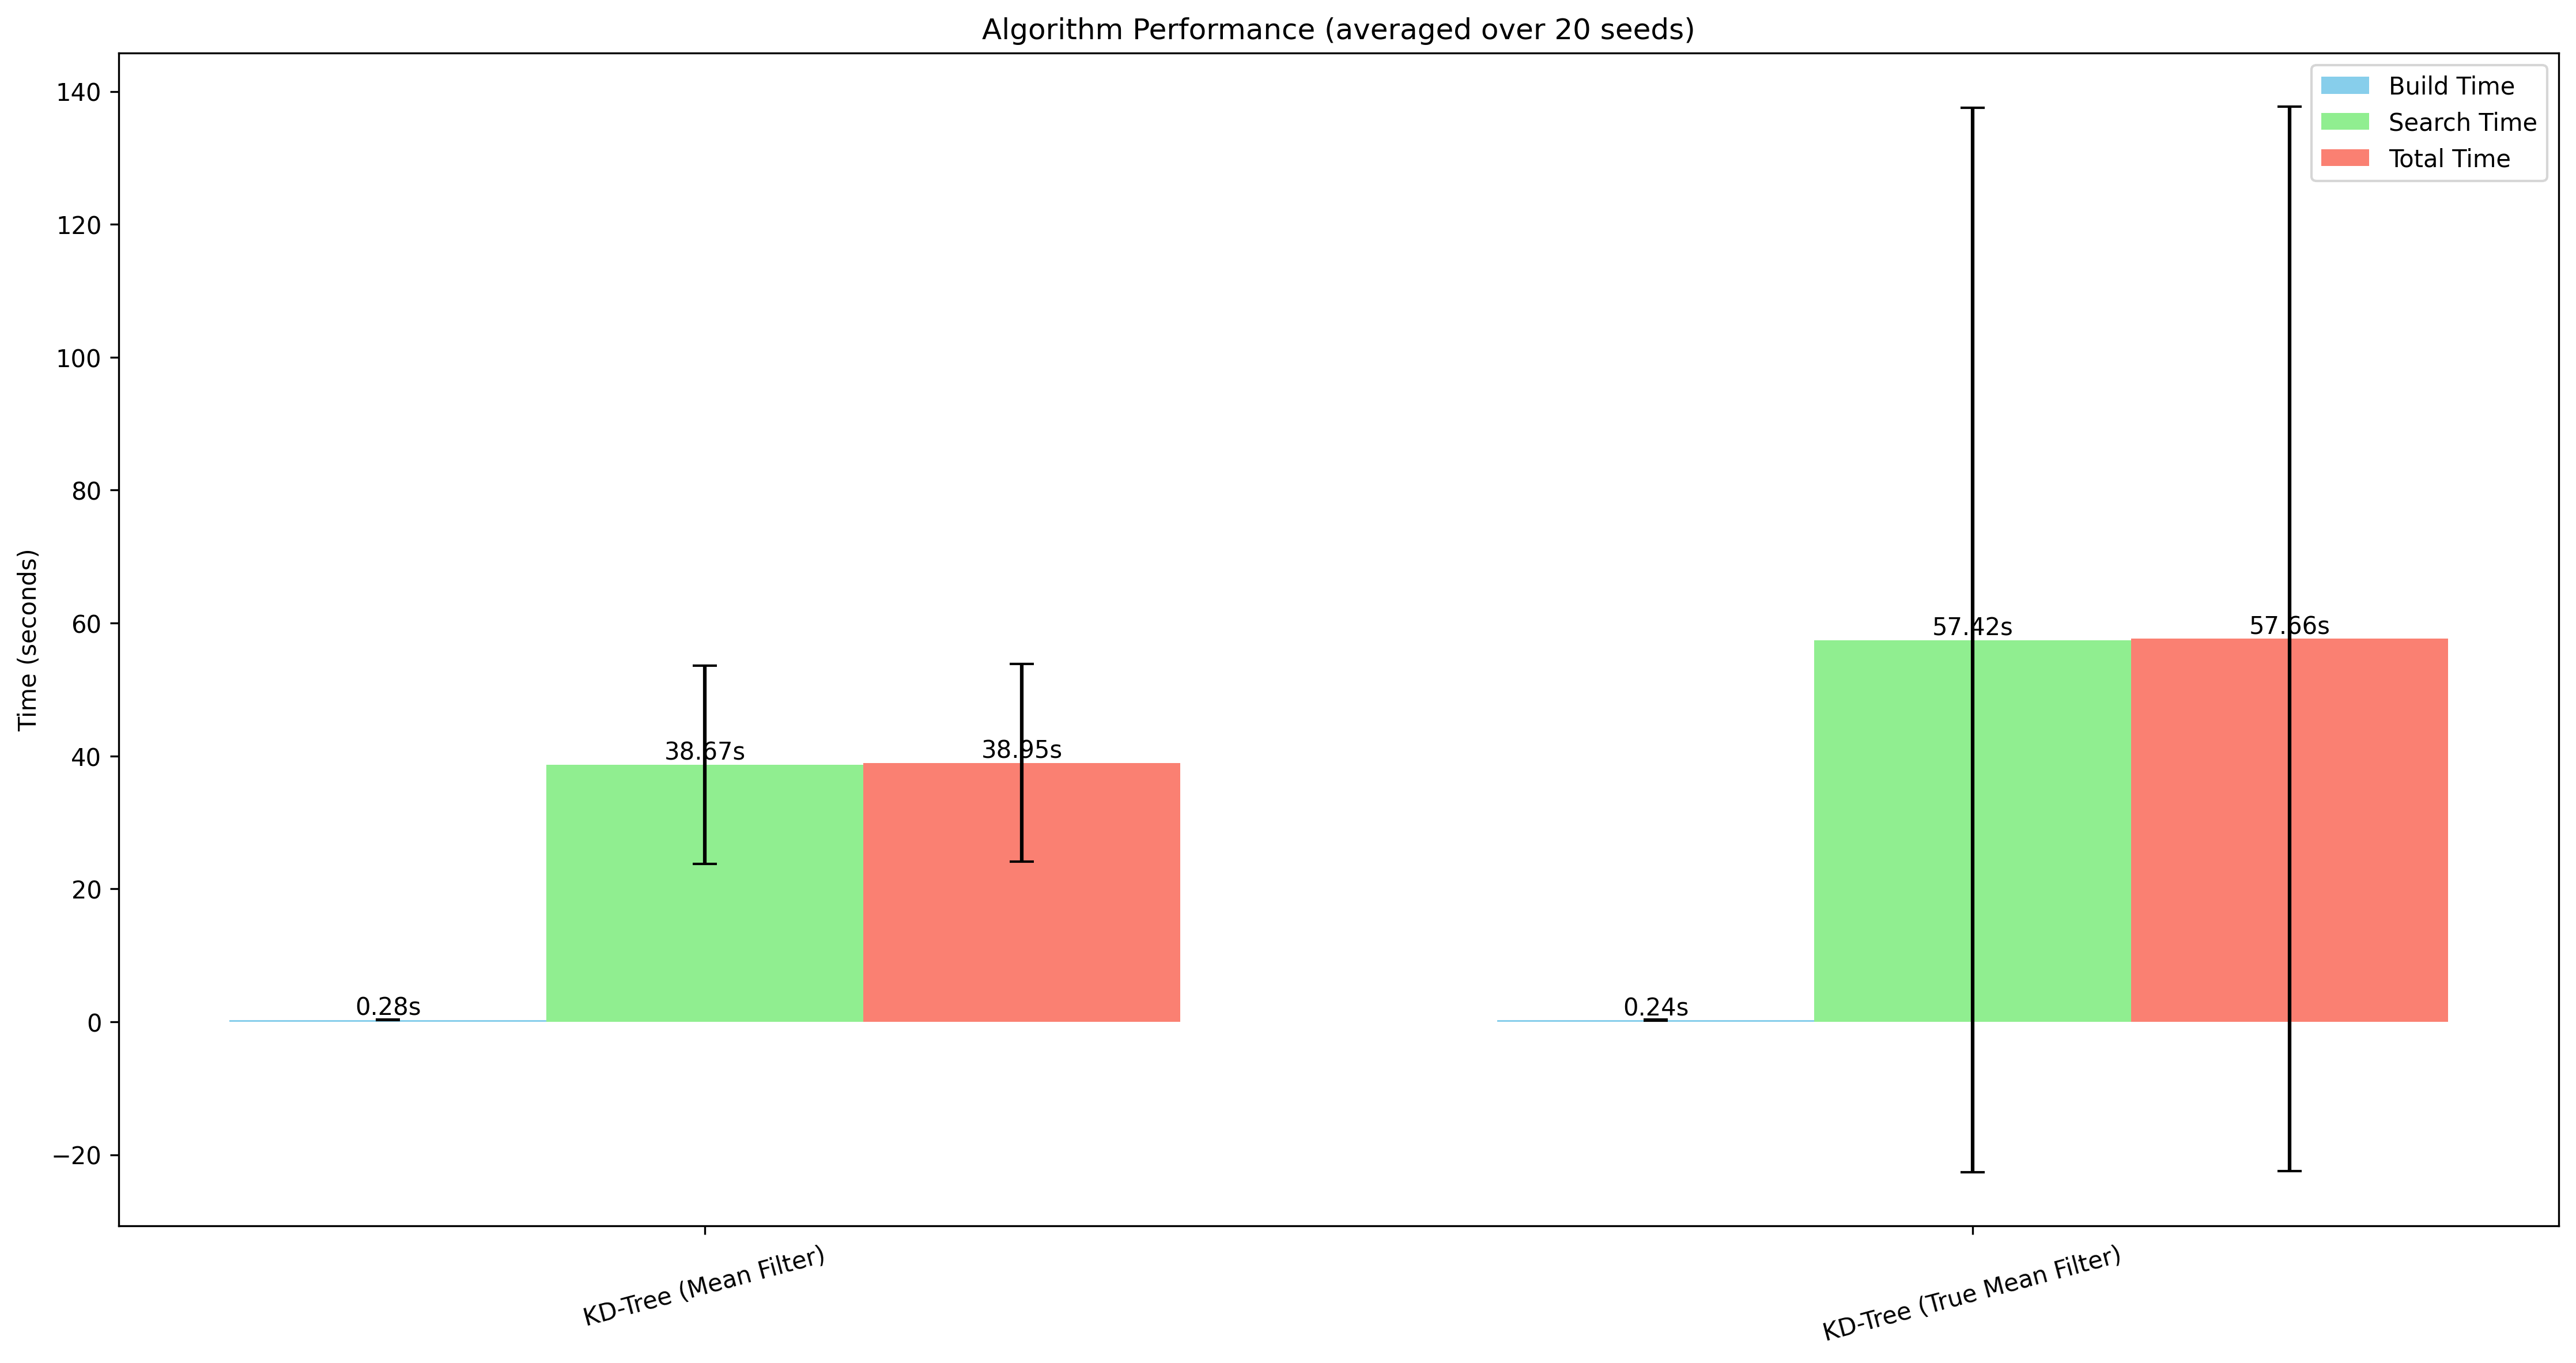 Algorithm Performance (averaged over 20 seeds)
Build Time
Search Time
Total Time
Time (seconds)
140
120
100
80
60
40
20
0
−20
0.28s
38.67s
38.95s
0.24s
57.42s
57.66s
KD-Tree (Mean Filter)
KD-Tree (True Mean Filter)